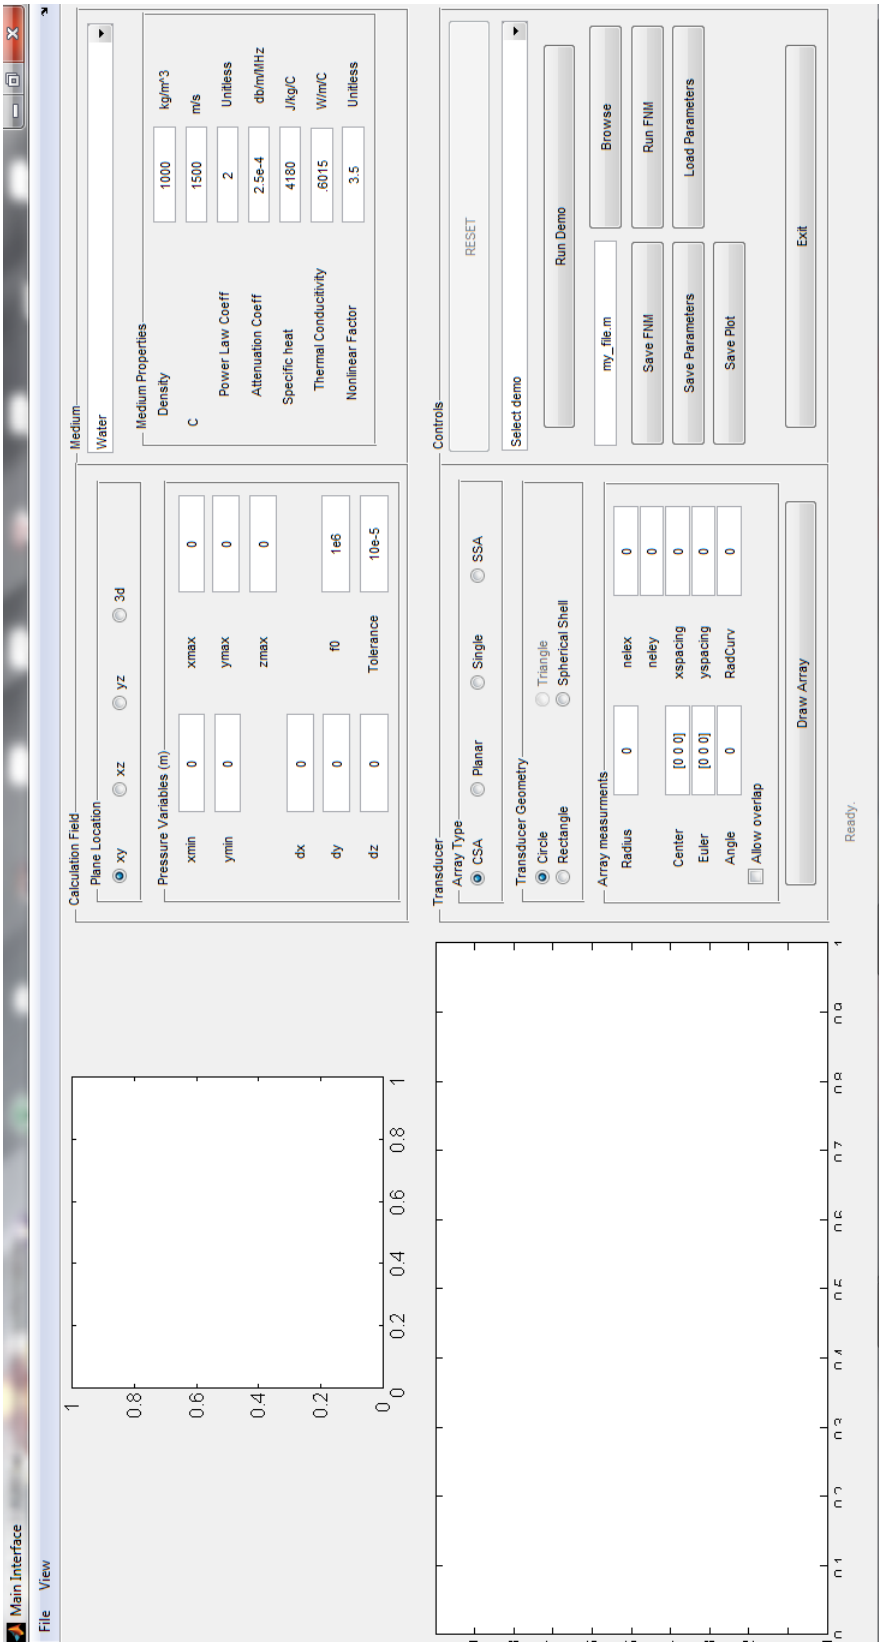 Main Interface
File View
1
0.8
0.6
0.4
0.2
0
0 0.2 0.4 0.6 0.8 1
Calculation Field
Plane Location
xy xz yz 3d
Pressure Variables (m)
xmin 0 xmax 0
ymin 0 ymax 0
zmax 0
dx 0
dy 0 f0 1e6
dz 0 Tolerance 10e-5
Medium
Water
Medium Properties
Density 1000 kg/m^3
C 1500 m/s
Power Law Coeff 2 Unitless
Attenuation Coeff 2.5e-4 db/m/MHz
Specific heat 4180 J/kg/C
Thermal Conducitivity .6015 W/m/C
Nonlinear Factor 3.5 Unitless
Transducer
Array Type
CSA Planar Single SSA
Transducer Geometry
Circle Triangle
Rectangle Spherical Shell
Array measurments
Radius 0 nelex 0
neley 0
Center [0 0 0] xspacing 0
Euler [0 0 0] yspacing 0
Angle 0 RadCurv 0
Allow overlap
Draw Array
Controls
RESET
Select demo
Run Demo
my_file.m Browse
Save FNM Run FNM
Save Parameters Load Parameters
Save Plot
Exit
Ready.